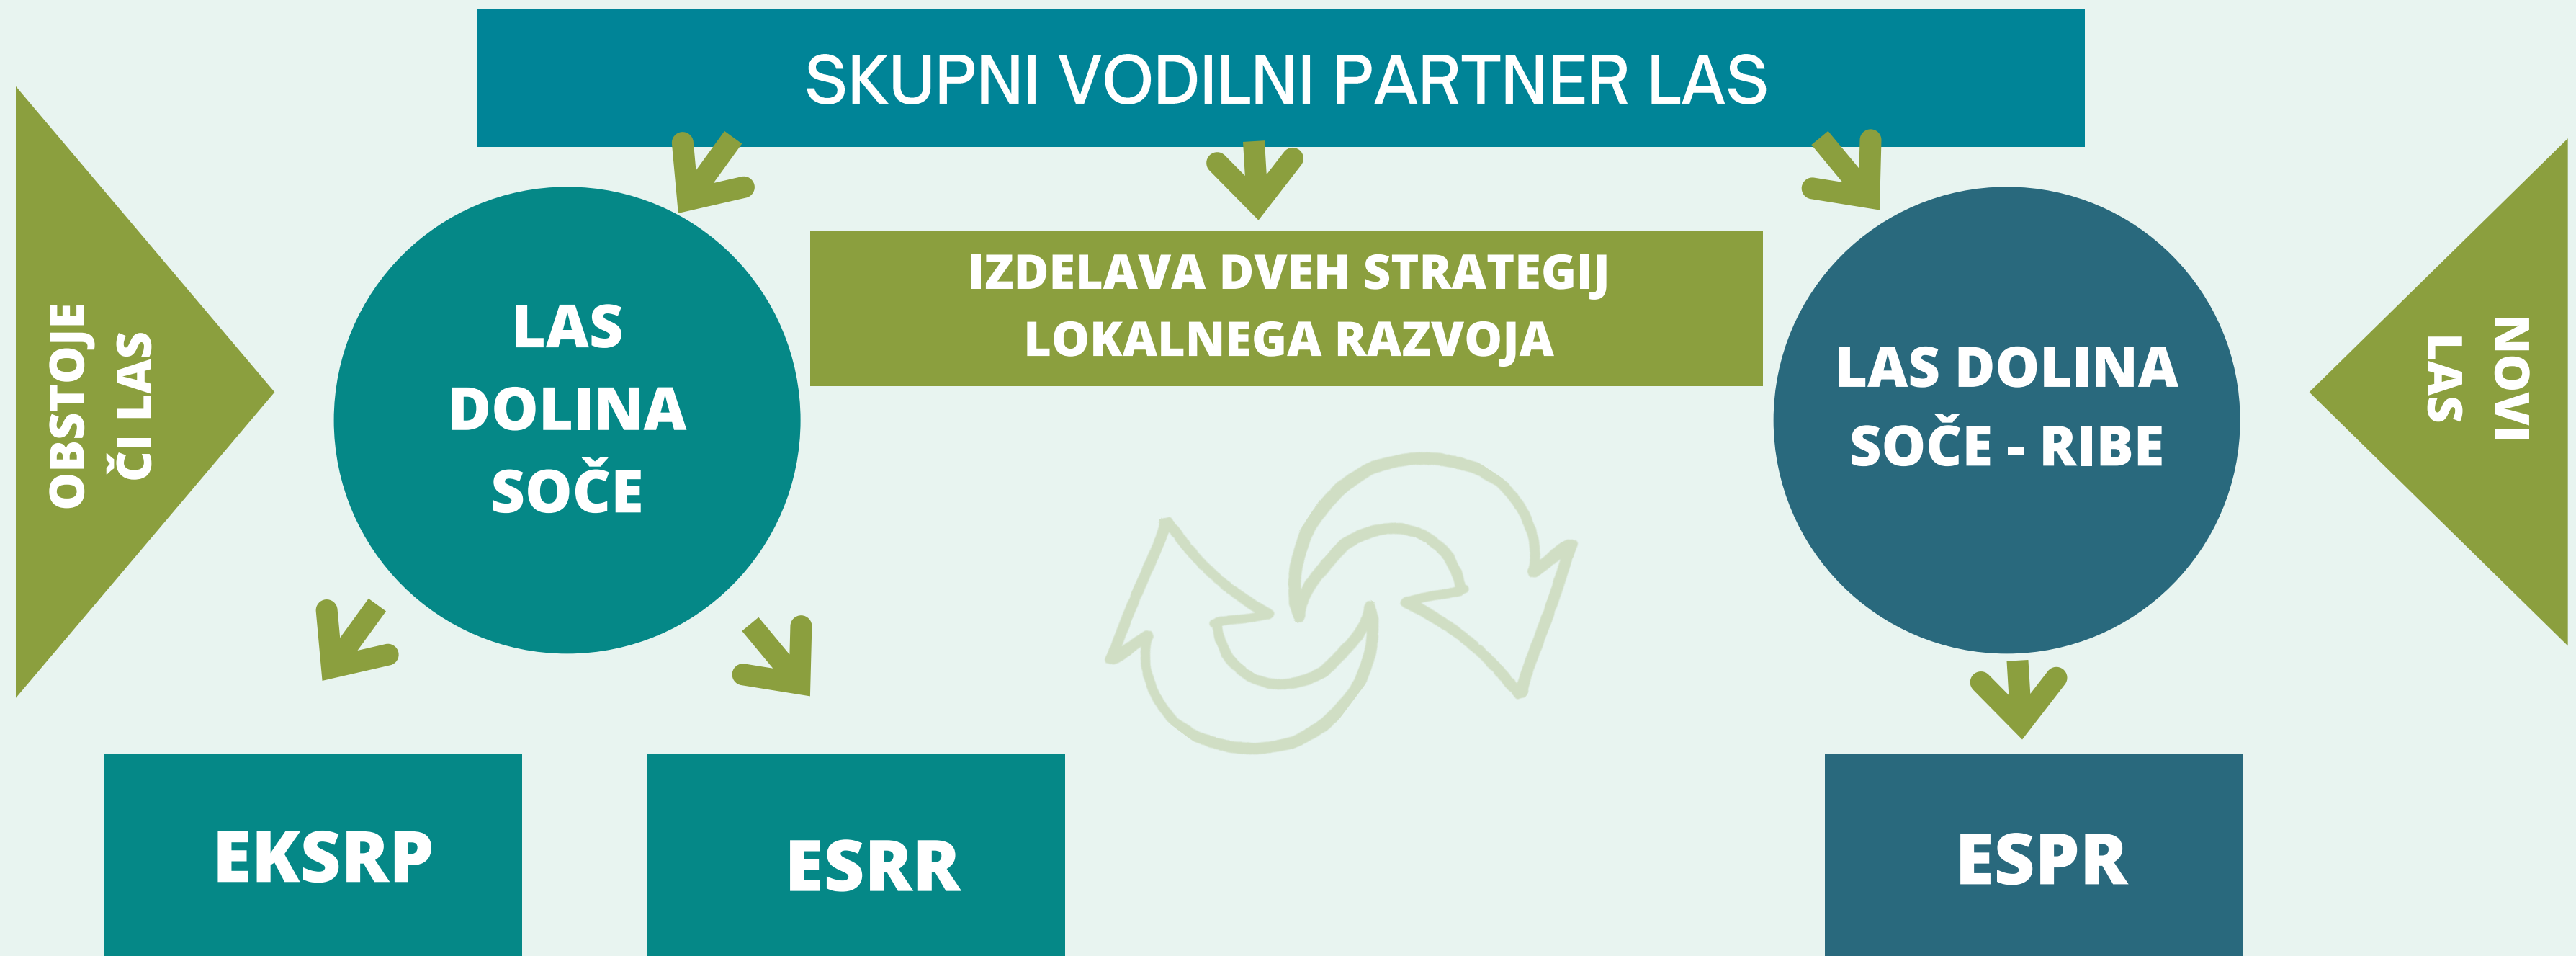 SKUPNI VODILNI PARTNER LAS
OBSTOJE
ČI LAS
LAS
DOLINA
SOČE
IZDELAVA DVEH STRATEGIJ
LOKALNEGA RAZVOJA
LAS DOLINA
SOČE - RIBE
NOVI
LAS
EKSRP
ESRR
ESPR